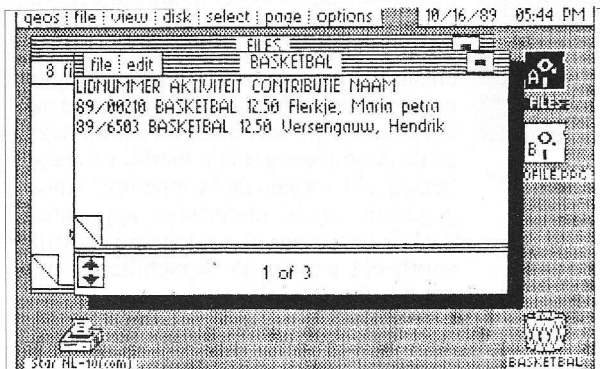 geos file view disk select page options 10/16/89 05:44 PM
FILES
8 fi
file edit BASKETBAL
LIDNUMMER AKTIVITEIT CONTRIBUTIE NAAM
89/00210 BASKETBAL 12.50 Flerkje, Maria petra
89/6503 BASKETBAL 12.50 Versengauw, Hendrik
1 of 3
A
FILES
B
OFILE.PPG
Star NL-10(com)
BASKETBAL